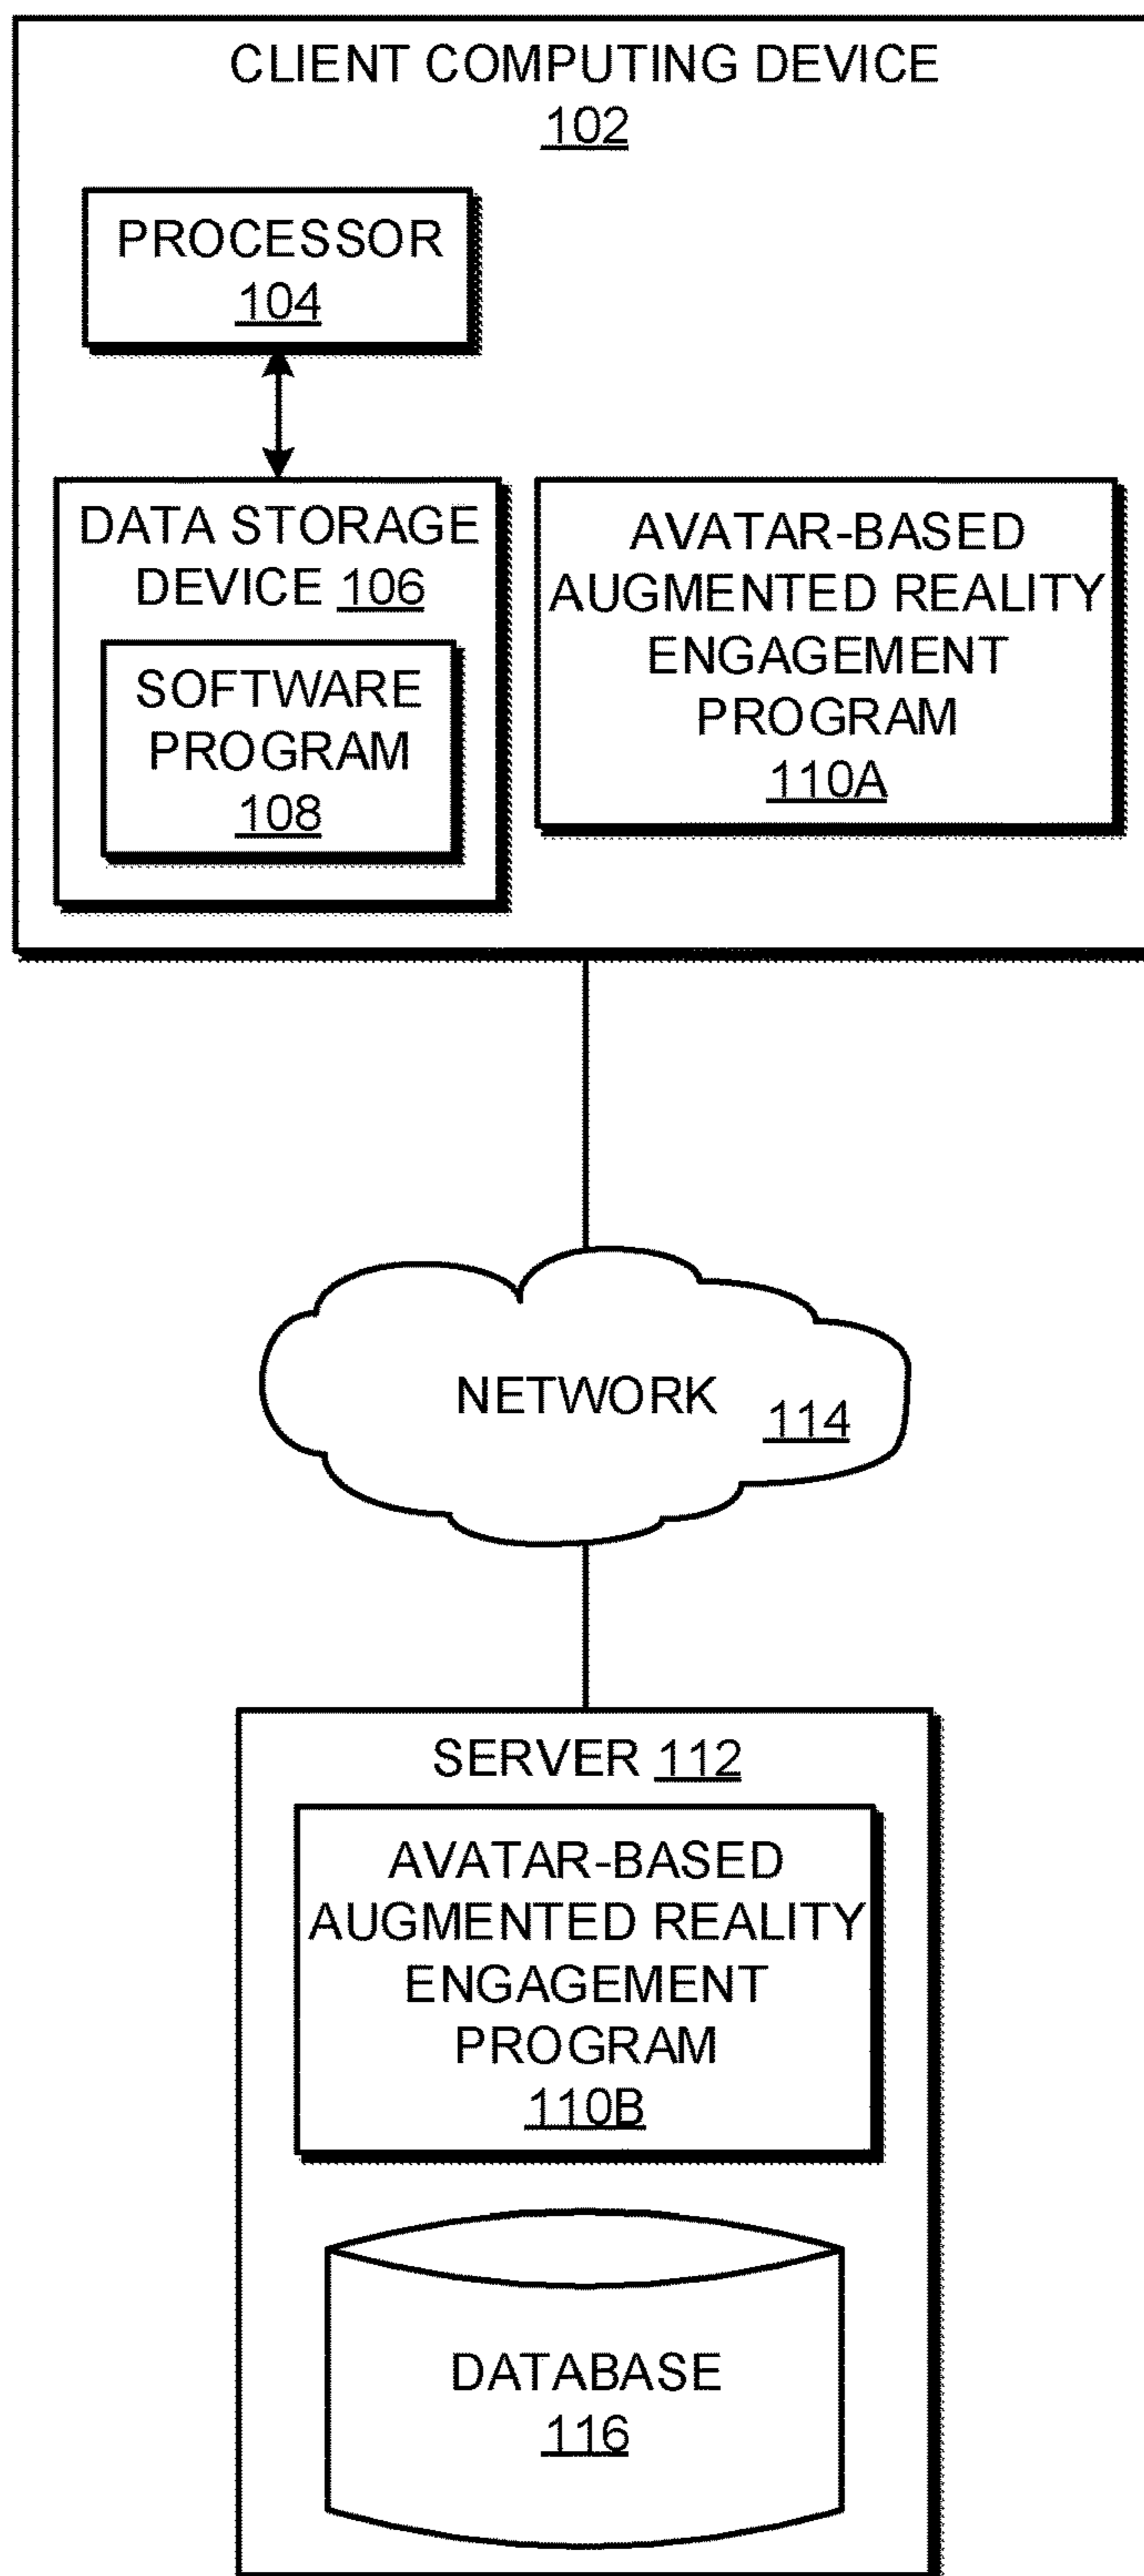 CLIENT COMPUTING DEVICE
102
PROCESSOR
104
DATA STORAGE
DEVICE 106
SOFTWARE
PROGRAM
108
AVATAR-BASED
AUGMENTED REALITY
ENGAGEMENT
PROGRAM
110A
NETWORK 114
SERVER 112
AVATAR-BASED
AUGMENTED REALITY
ENGAGEMENT
PROGRAM
110B
DATABASE
116